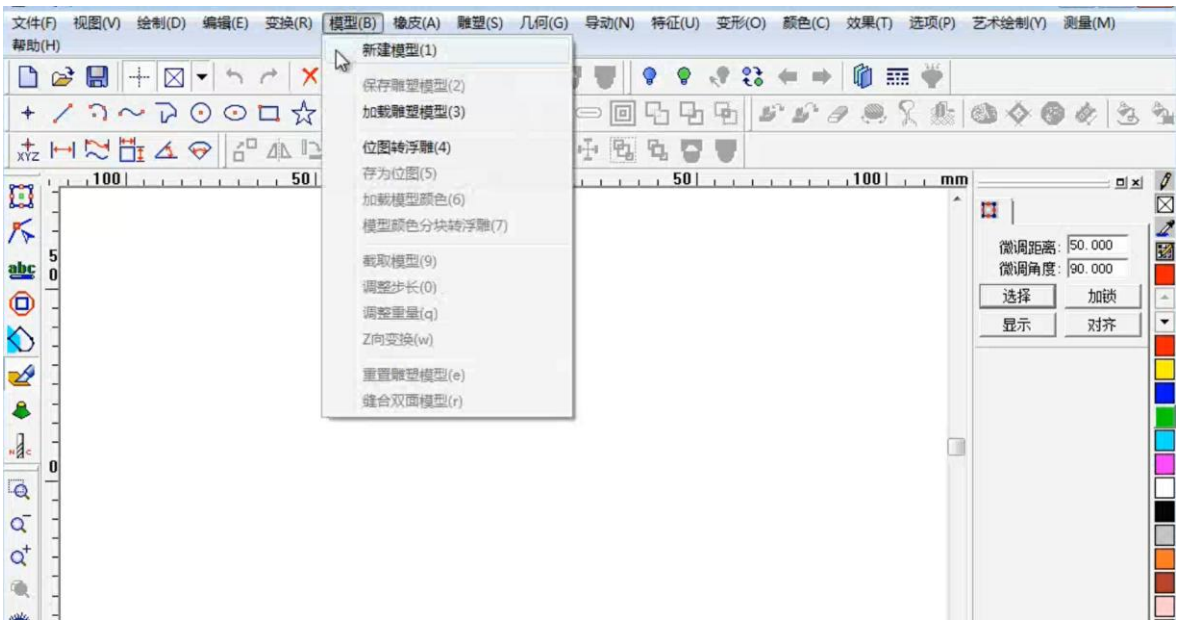 文件(F) 视图(V) 绘制(D) 编辑(E) 变换(R) 模型(B) 橡皮(A) 雕塑(S) 几何(G) 导动(N) 特征(U) 变形(O) 颜色(C) 效果(T) 选项(P) 艺术绘制(Y) 测量(M)
帮助(H)
新建模型(1)
保存雕塑模型(2)
加载雕塑模型(3)
位图转浮雕(4)
存为位图(5)
加载模型颜色(6)
模型颜色分块转浮雕(7)
截取模型(9)
调整步长(0)
调整重量(q)
Z向变换(w)
重置雕塑模型(e)
缝合双面模型(r)
XYZ
100 50 50 100 mm
50
0
abc
N C
微调距离: 50.000
微调角度: 90.000
选择 加锁
显示 对齐